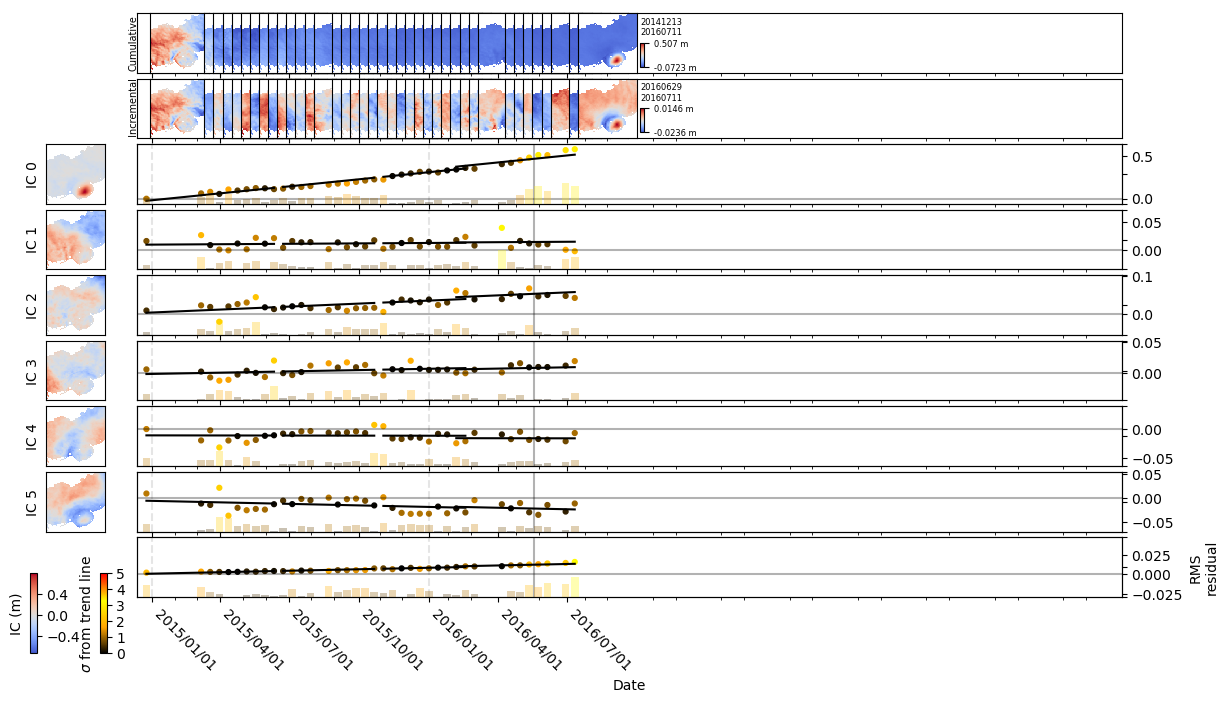 Cumulative
20141213
20160711
0.507 m
-0.0723 m
Incremental
20160629
20160711
0.0146 m
-0.0236 m
IC 0
0.5
0.0
IC 1
0.05
0.00
IC 2
0.1
0.0
IC 3
0.05
0.00
IC 4
0.00
−0.05
IC 5
0.05
0.00
−0.05
0.025
0.000
−0.025
RMS
residual
IC (m)
0.4
0.0
−0.4
σ from trend line
5
4
3
2
1
0
2015/01/01
2015/04/01
2015/07/01
2015/10/01
2016/01/01
2016/04/01
2016/07/01
Date